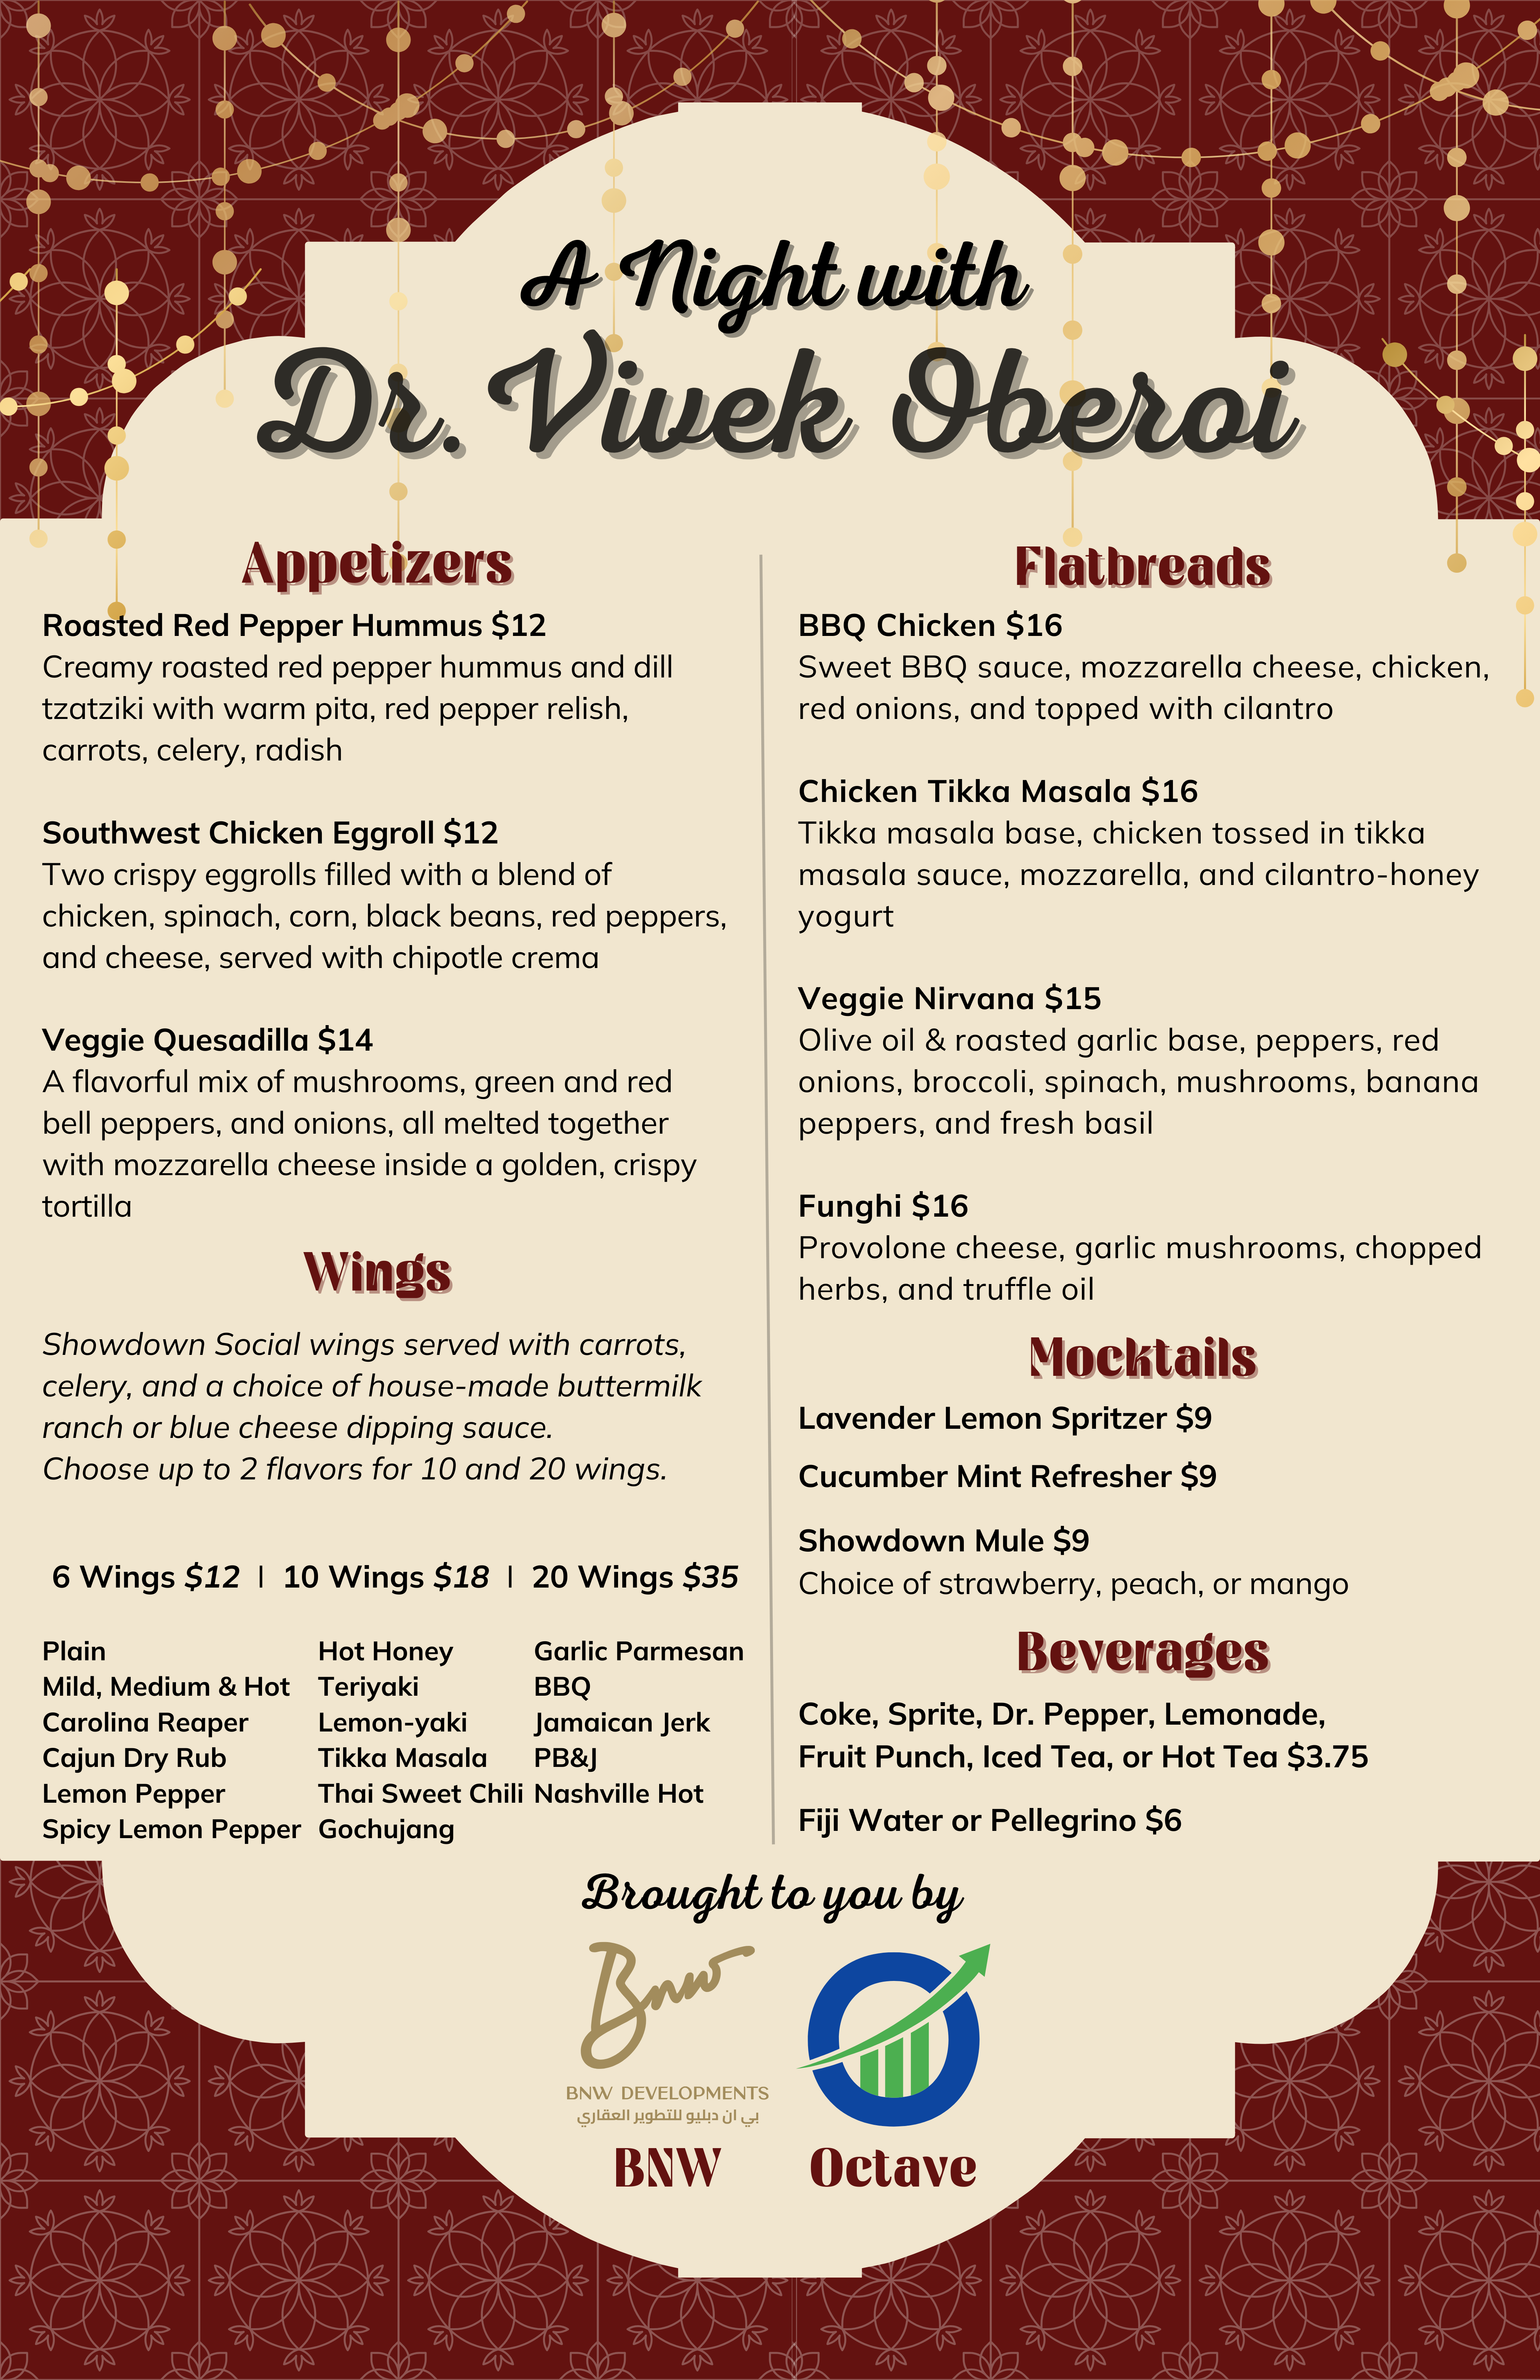 A Night with
Dr. Vivek Oberoi
Appetizers
Roasted Red Pepper Hummus $12
Creamy roasted red pepper hummus and dill
tzatziki with warm pita, red pepper relish,
carrots, celery, radish
Southwest Chicken Eggroll $12
Two crispy eggrolls filled with a blend of
chicken, spinach, corn, black beans, red peppers,
and cheese, served with chipotle crema
Veggie Quesadilla $14
A flavorful mix of mushrooms, green and red
bell peppers, and onions, all melted together
with mozzarella cheese inside a golden, crispy
tortilla
Wings
Showdown Social wings served with carrots,
celery, and a choice of house-made buttermilk
ranch or blue cheese dipping sauce.
Choose up to 2 flavors for 10 and 20 wings.
6 Wings $12 | 10 Wings $18 | 20 Wings $35
Plain
Mild, Medium & Hot
Carolina Reaper
Cajun Dry Rub
Lemon Pepper
Spicy Lemon Pepper
Hot Honey
Teriyaki
Lemon-yaki
Tikka Masala
Thai Sweet Chili
Gochujang
Garlic Parmesan
BBQ
Jamaican Jerk
PB&J
Nashville Hot
Flatbreads
BBQ Chicken $16
Sweet BBQ sauce, mozzarella cheese, chicken,
red onions, and topped with cilantro
Chicken Tikka Masala $16
Tikka masala base, chicken tossed in tikka
masala sauce, mozzarella, and cilantro-honey
yogurt
Veggie Nirvana $15
Olive oil & roasted garlic base, peppers, red
onions, broccoli, spinach, mushrooms, banana
peppers, and fresh basil
Funghi $16
Provolone cheese, garlic mushrooms, chopped
herbs, and truffle oil
Mocktails
Lavender Lemon Spritzer $9
Cucumber Mint Refresher $9
Showdown Mule $9
Choice of strawberry, peach, or mango
Beverages
Coke, Sprite, Dr. Pepper, Lemonade,
Fruit Punch, Iced Tea, or Hot Tea $3.75
Fiji Water or Pellegrino $6
Brought to you by
Bnw
BNW DEVELOPMENTS
بي ان دبليو للتطوير العقاري
BNW
Octave